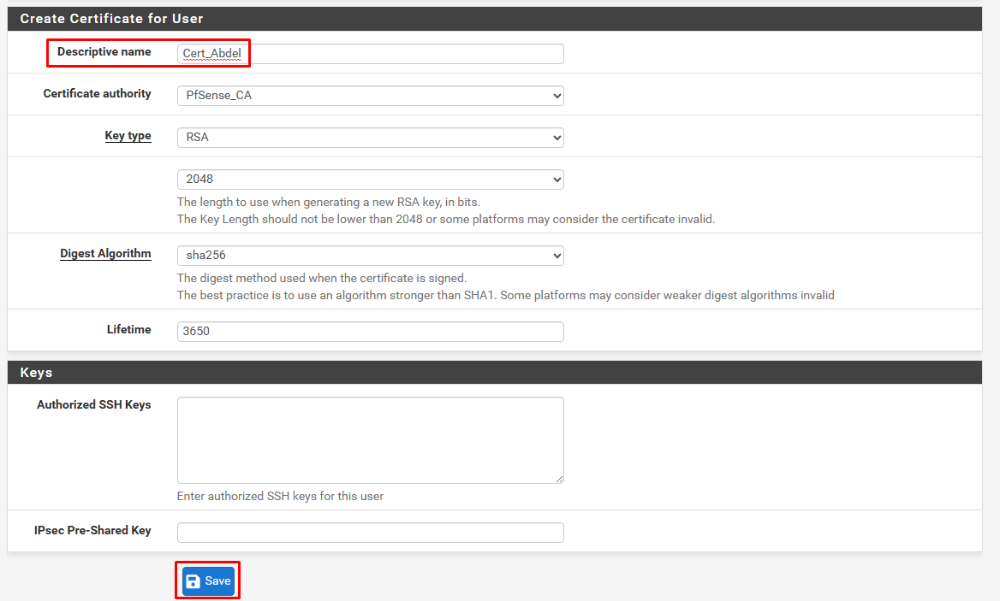 Create Certificate for User
Descriptive name Cert_Abdel
Certificate authority PfSense_CA
Key type RSA
2048
The length to use when generating a new RSA key, in bits.
The Key Length should not be lower than 2048 or some platforms may consider the certificate invalid.
Digest Algorithm sha256
The digest method used when the certificate is signed.
The best practice is to use an algorithm stronger than SHA1. Some platforms may consider weaker digest algorithms invalid
Lifetime 3650
Keys
Authorized SSH Keys
Enter authorized SSH keys for this user
IPsec Pre-Shared Key
Save